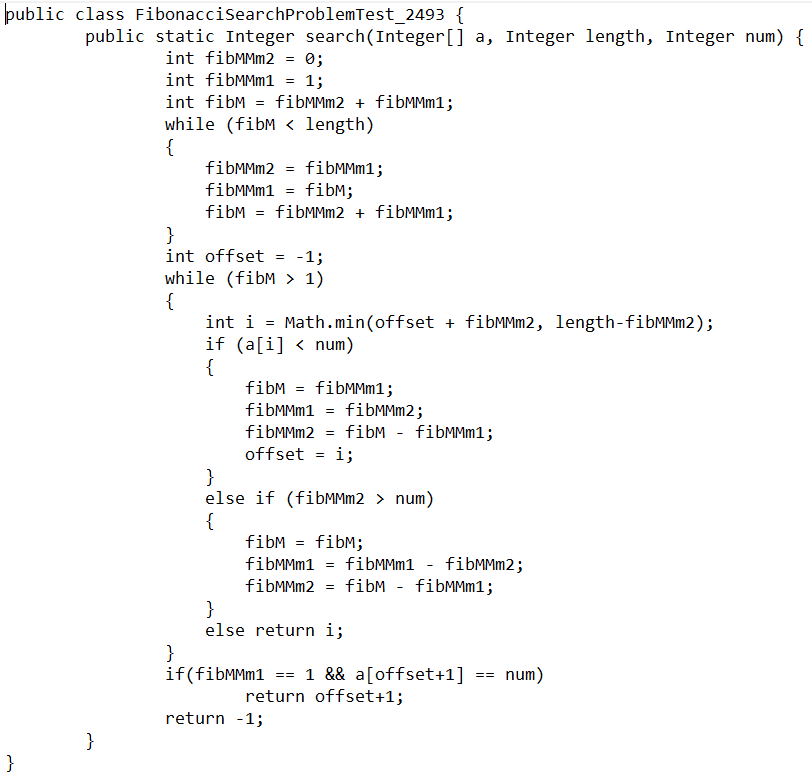 public class FibonacciSearchProblemTest_2493 {
        public static Integer search(Integer[] a, Integer length, Integer num) {
                int fibMMm2 = 0;
                int fibMMm1 = 1;
                int fibM = fibMMm2 + fibMMm1;
                while (fibM < length)
                {
                    fibMMm2 = fibMMm1;
                    fibMMm1 = fibM;
                    fibM = fibMMm2 + fibMMm1;
                }
                int offset = -1;
                while (fibM > 1)
                {
                    int i = Math.min(offset + fibMMm2, length-fibMMm2);
                    if (a[i] < num)
                    {
                        fibM = fibMMm1;
                        fibMMm1 = fibMMm2;
                        fibMMm2 = fibM - fibMMm1;
                        offset = i;
                    }
                    else if (fibMMm2 > num)
                    {
                        fibM = fibM;
                        fibMMm1 = fibMMm1 - fibMMm2;
                        fibMMm2 = fibM - fibMMm1;
                    }
                    else return i;
                }
                if(fibMMm1 == 1 && a[offset+1] == num)
                        return offset+1;
                return -1;
        }
}